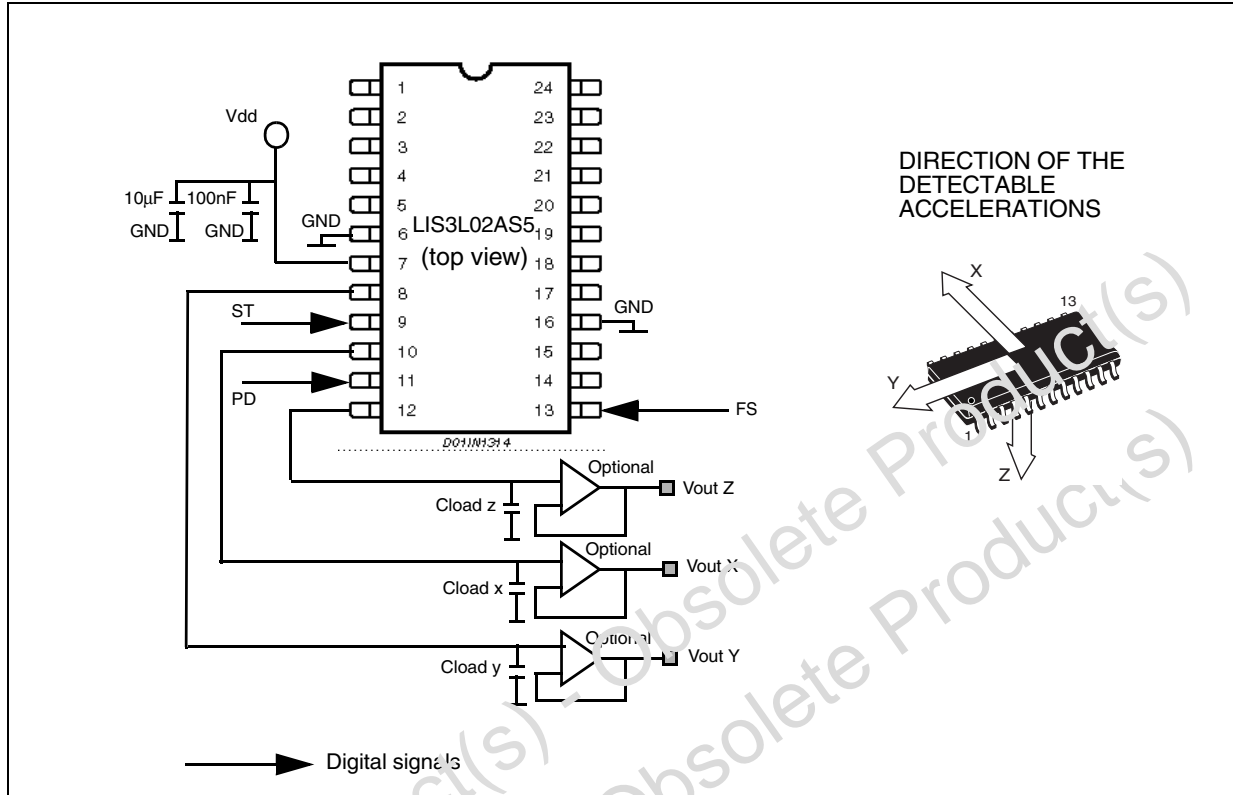 1
2
3
4
5
6
7
8
9
10
11
12
24
23
22
21
20
19
18
17
16
15
14
13
LIS3L02AS5
(top view)
D01IN1314
Vdd
10µF
100nF
GND
GND
GND
GND
ST
PD
FS
Optional
Cload z
Vout Z
Optional
Cload x
Vout X
Optional
Cload y
Vout Y
Digital signals
DIRECTION OF THE
DETECTABLE
ACCELERATIONS
X
13
Y
1
Z
Obsolete Product(s)
ct(s) - Obsolete Product(s)